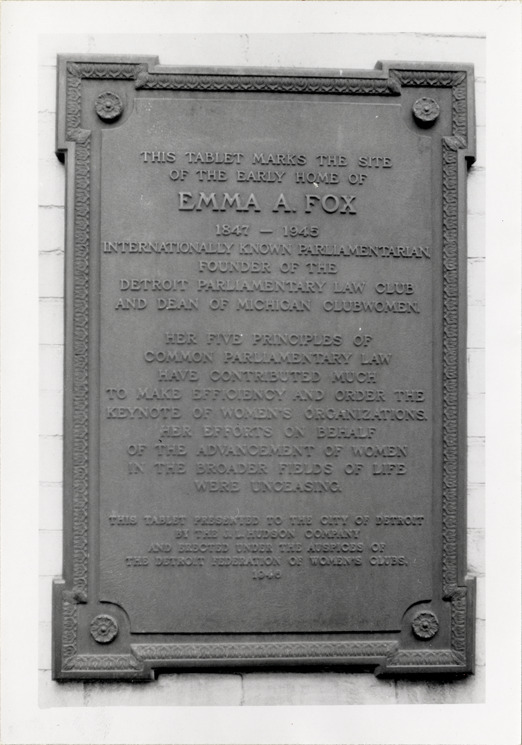 THIS TABLET MARKS THE SITE
OF THE EARLY HOME OF
EMMA A. FOX
1847 — 1945
INTERNATIONALLY KNOWN PARLIAMENTARIAN
FOUNDER OF THE
DETROIT PARLIAMENTARY LAW CLUB
AND DEAN OF MICHIGAN CLUBWOMEN.
HER FIVE PRINCIPLES OF
COMMON PARLIAMENTARY LAW
HAVE CONTRIBUTED MUCH
TO MAKE EFFICIENCY AND ORDER THE
KEYNOTE OF WOMEN'S ORGANIZATIONS.
HER EFFORTS ON BEHALF
OF THE ADVANCEMENT OF WOMEN
IN THE BROADER FIELDS OF LIFE
WERE UNCEASING.
THIS TABLET PRESENTED TO THE CITY OF DETROIT
BY THE J. L. HUDSON COMPANY
AND ERECTED UNDER THE AUSPICES OF
THE DETROIT FEDERATION OF WOMEN'S CLUBS,